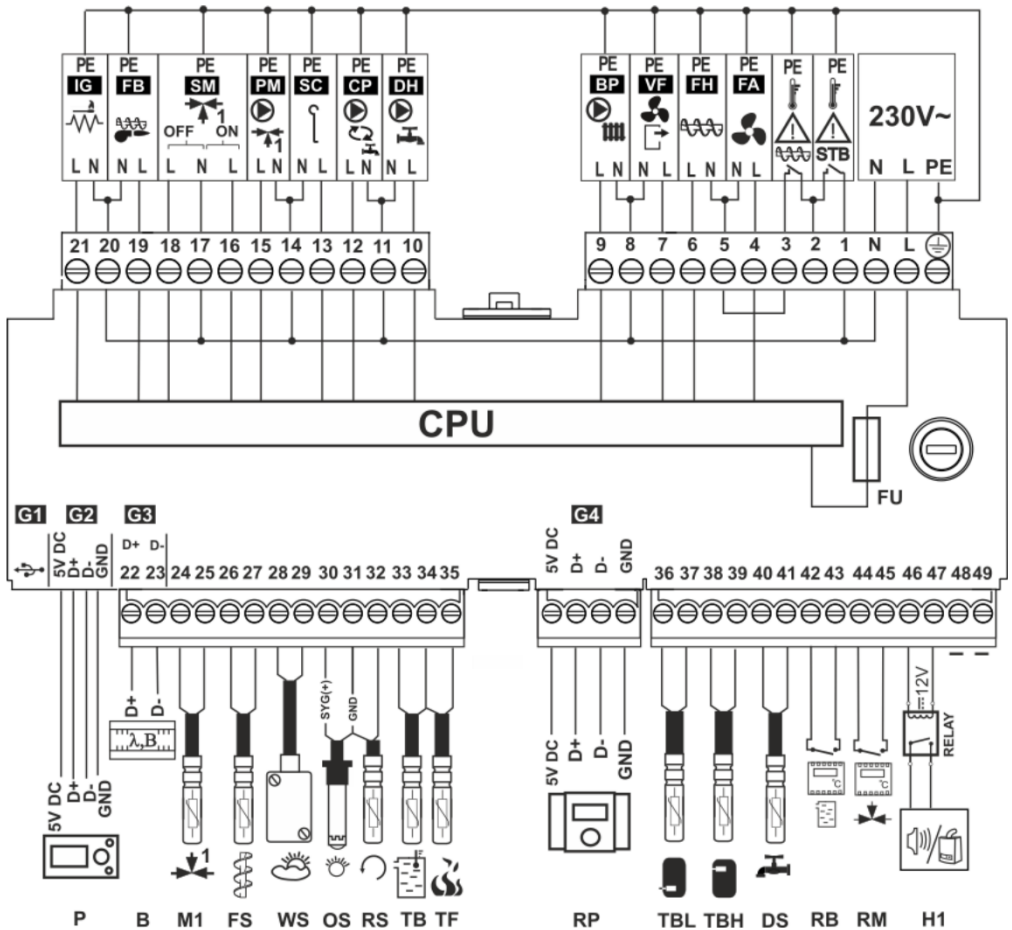 PE PE PE PE PE PE PE PE PE PE PE PE PE
IG FB SM PM SC CP DH BP VF FH FA
1
OFF ON
1
230V~
STB
L N N L L N L L N N L L N N L L N N L L N N L N L PE
21 20 19 18 17 16 15 14 13 12 11 10 9 8 7 6 5 4 3 2 1 N L
CPU
FU
G1 G2 G3 G4
5V DC D+ D- GND
D+ D-
5V DC D+ D- GND
22 23 24 25 26 27 28 29 30 31 32 33 34 35 36 37 38 39 40 41 42 43 44 45 46 47 48 49
D+ D-
SYG(+) GND
12V
RELAY
λ,B
5V DC D+ D- GND
5V DC D+ D- GND
°C °C
1
P B M1 FS WS OS RS TB TF RP TBL TBH DS RB RM H1